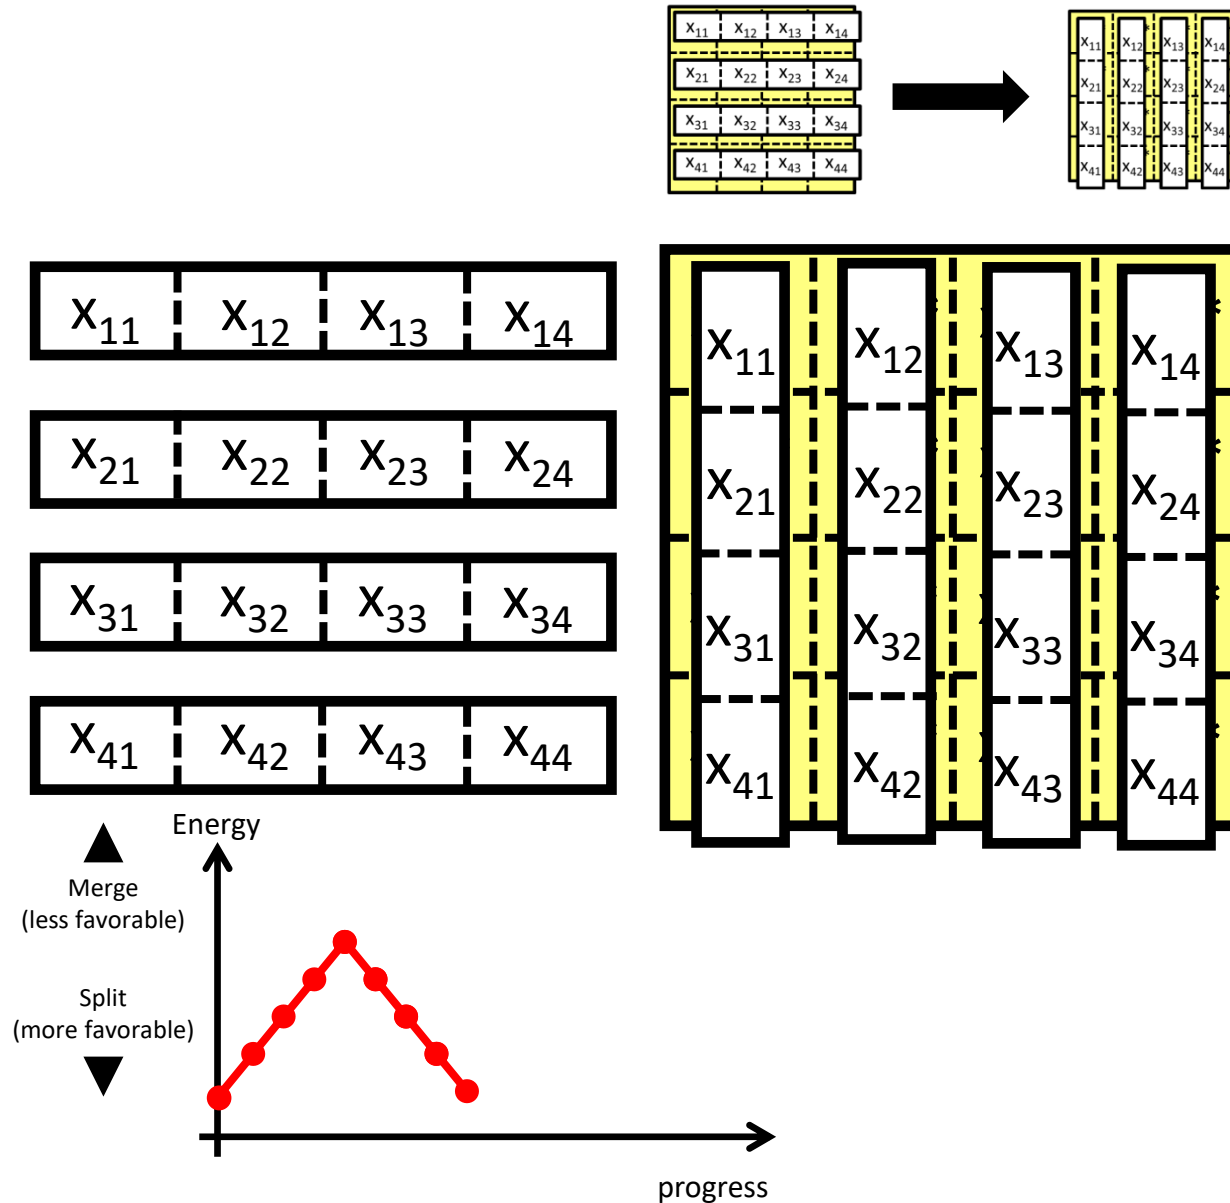 x11 x12 x13 x14
x21 x22 x23 x24
x31 x32 x33 x34
x41 x42 x43 x44
x11 x12 x13 x14
x21 x22 x23 x24
x31 x32 x33 x34
x41 x42 x43 x44
x11 x12 x13 x14
x21 x22 x23 x24
x31 x32 x33 x34
x41 x42 x43 x44
x11 x12 x13 x14
x21 x22 x23 x24
x31 x32 x33 x34
x41 x42 x43 x44
Energy
Merge
(less favorable)
Split
(more favorable)
progress